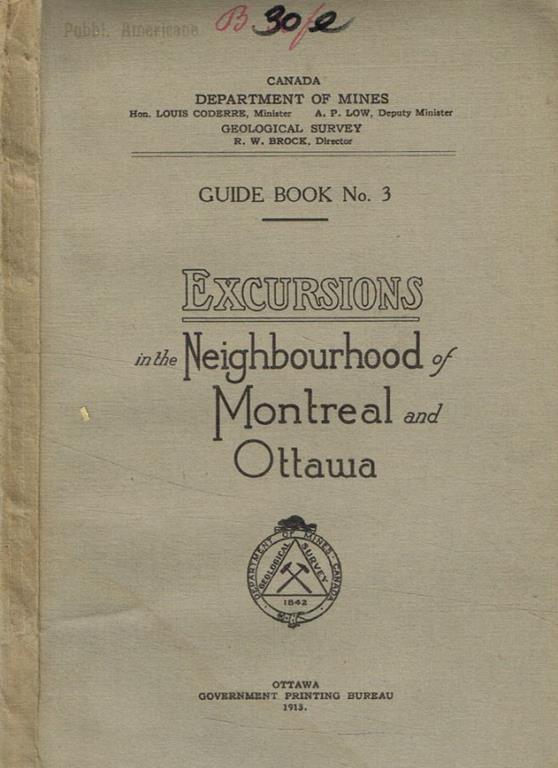 Pubbl. Americane
B 30
CANADA
DEPARTMENT OF MINES
Hon. LOUIS CODERRE, Minister A. P. LOW, Deputy Minister
GEOLOGICAL SURVEY
R. W. BROCK, Director
GUIDE BOOK No. 3
EXCURSIONS
in the Neighbourhood of
Montreal and
Ottawa
DEPARTMENT OF MINES · CANADA
GEOLOGICAL SURVEY
1842
OTTAWA
GOVERNMENT PRINTING BUREAU
1913.